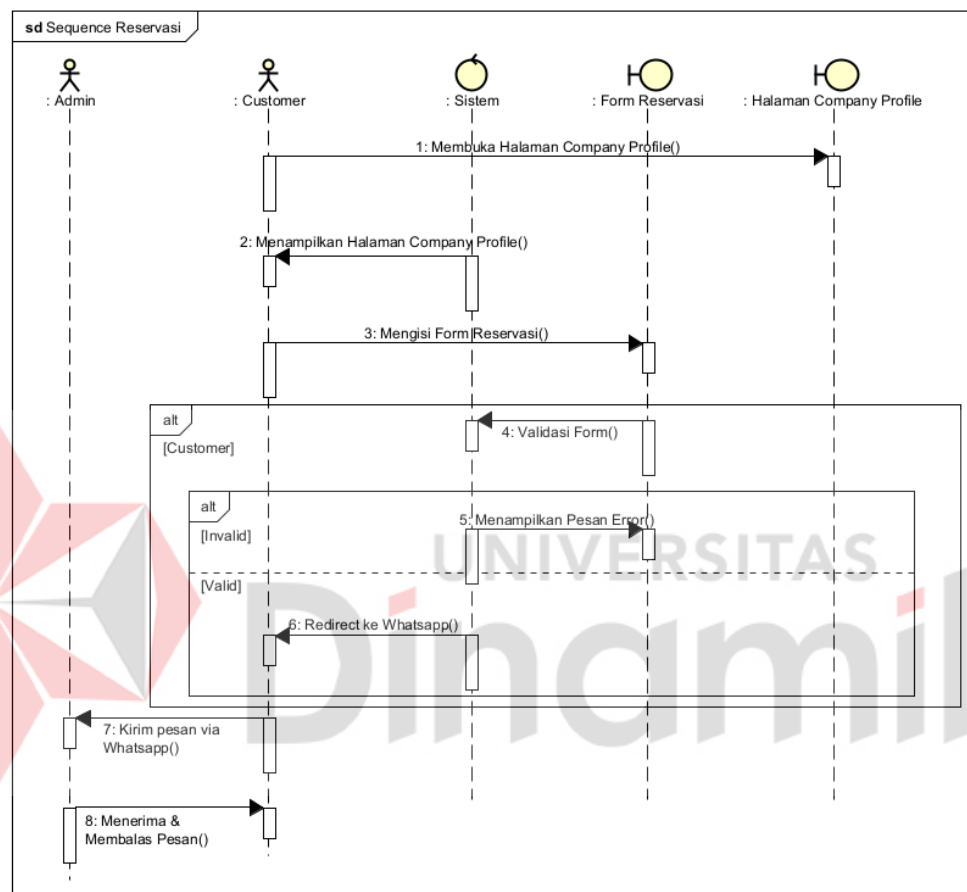 sd Sequence Reservasi
: Admin
: Customer
: Sistem
: Form Reservasi
: Halaman Company Profile
1: Membuka Halaman Company Profile()
2: Menampilkan Halaman Company Profile()
3: Mengisi Form Reservasi()
alt
[Customer]
4: Validasi Form()
alt
[Invalid]
5: Menampilkan Pesan Error()
UNIVERSITAS
[Valid]
Dinamik
6: Redirect ke Whatsapp()
7: Kirim pesan via
Whatsapp()
8: Menerima &
Membalas Pesan()